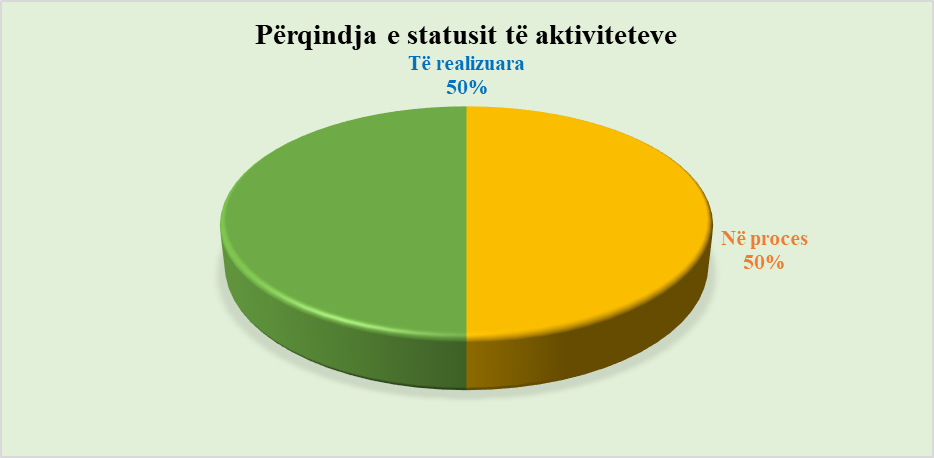 Përqindja e statusit të aktiviteteve
Të realizuara
50%
Në proces
50%